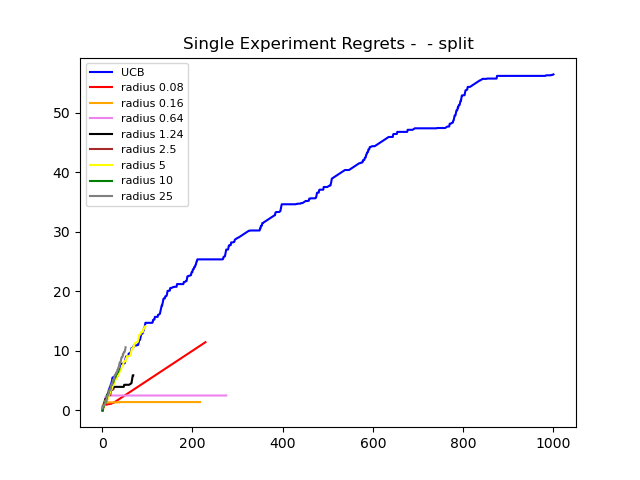 Single Experiment Regrets -  - split
UCB
radius 0.08
radius 0.16
radius 0.64
radius 1.24
radius 2.5
radius 5
radius 10
radius 25
50
40
30
20
10
0
0 200 400 600 800 1000